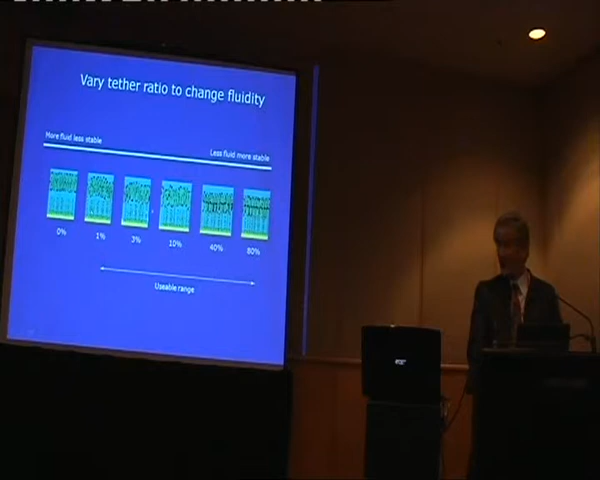 Vary tether ratio to change fluidity
More fluid less stable
Less fluid more stable
0%
1%
3%
10%
40%
80%
Useable range
acer